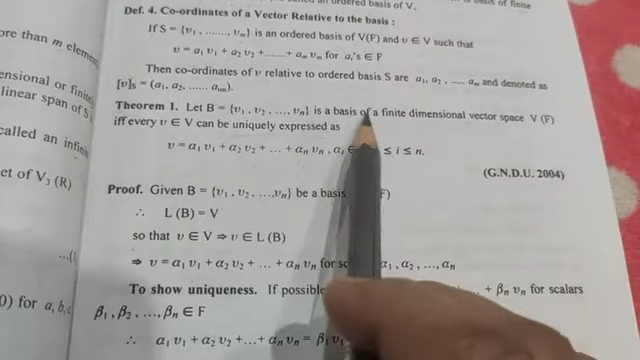 an ordered basis of V.
is a basis of finite
Def. 4. Co-ordinates of a Vector Relative to the basis :
If S = {v₁, ......., vₘ} is an ordered basis of V(F) and v ∈ V such that
v = a₁ v₁ + a₂ v₂ +.......+ aₘ vₘ for aᵢ's ∈ F
Then co-ordinates of v relative to ordered basis S are a₁, a₂, ..... aₘ and denoted as
[v]ₛ = (a₁, a₂, ...... aₘ).
Theorem 1. Let B = {v₁, v₂, ..., vₙ} is a basis of a finite dimensional vector space V (F)
iff every v ∈ V can be uniquely expressed as
v = α₁ v₁ + α₂ v₂ + ... + αₙ vₙ, αᵢ ∈ ≤ i ≤ n.
(G.N.D.U. 2004)
Proof. Given B = {v₁, v₂, ...,vₙ} be a basis F)
∴ L (B) = V
so that v ∈ V ⇒ v ∈ L (B)
⇒ v = α₁ v₁ + α₂ v₂ + ... + αₙ vₙ for α₁, α₂, ..., αₙ
To show uniqueness. If possible ... + βₙ vₙ for scalars
β₁, β₂, ..., βₙ ∈ F
∴ α₁ v₁ + α₂ v₂ +...+ αₙ vₙ = β₁ v₁
ore than m elemen
ensional or finite
linear span of S
called an infin
et of V₃ (R)
0) for a, b,